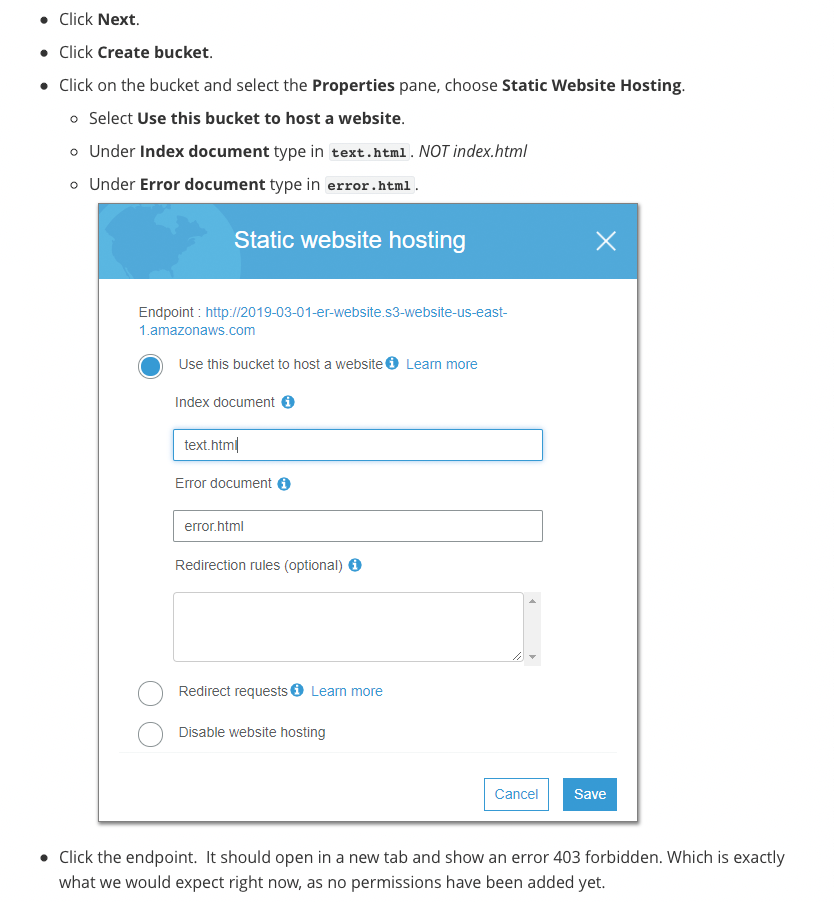 Click Next.
Click Create bucket.
Click on the bucket and select the Properties pane, choose Static Website Hosting.
Select Use this bucket to host a website.
Under Index document type in text.html. NOT index.html
Under Error document type in error.html.
Static website hosting
Endpoint : http://2019-03-01-er-website.s3-website-us-east-
1.amazonaws.com
Use this bucket to host a website Learn more
Index document
text.html
Error document
error.html
Redirection rules (optional)
Redirect requests Learn more
Disable website hosting
Cancel Save
Click the endpoint. It should open in a new tab and show an error 403 forbidden. Which is exactly
what we would expect right now, as no permissions have been added yet.